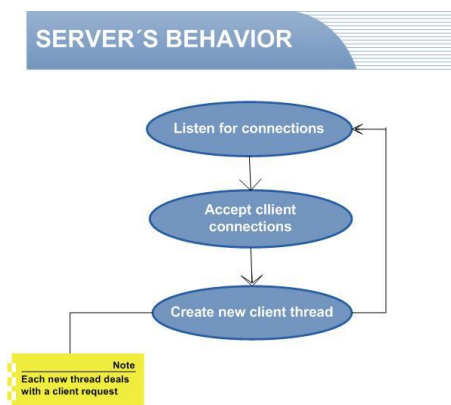 SERVER´S BEHAVIOR
Listen for connections
Accept cllient
connections
Create new client thread
Note
Each new thread deals
with a client request